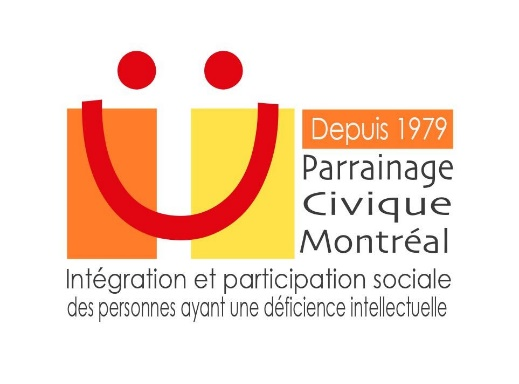 Depuis 1979
Parrainage
Civique
Montréal
Intégration et participation sociale
des personnes ayant une déficience intellectuelle